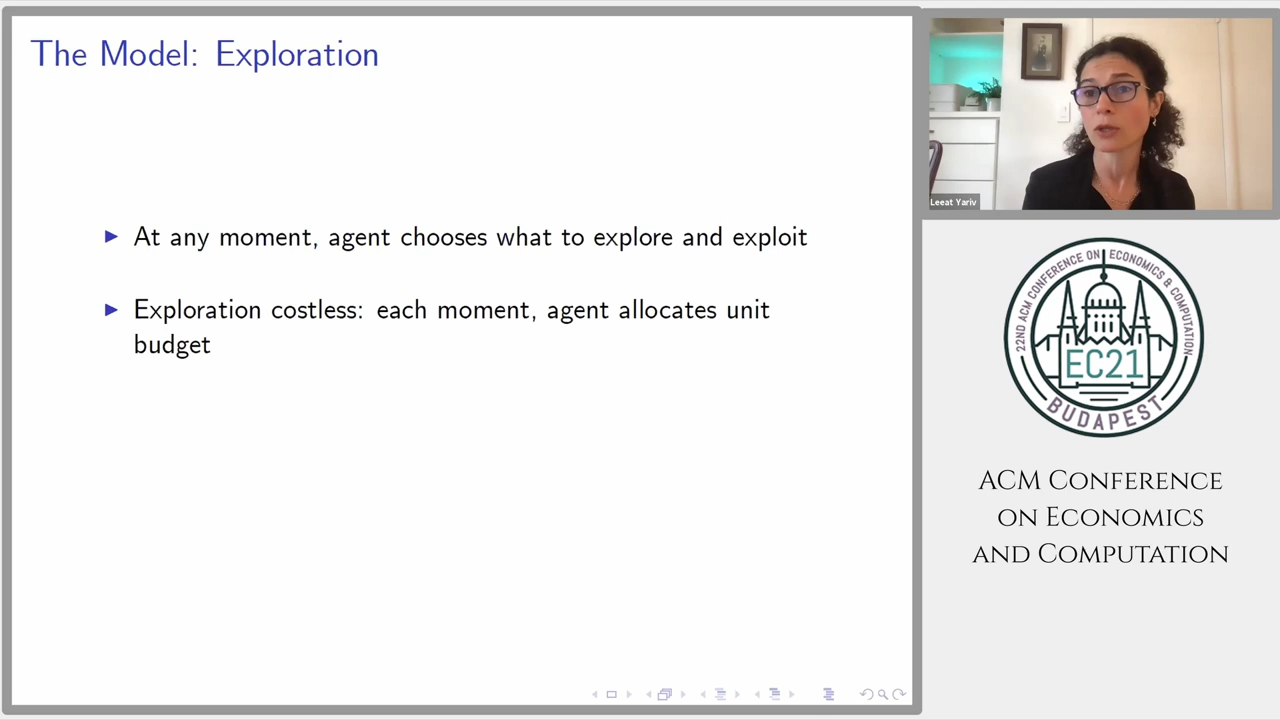 The Model: Exploration
At any moment, agent chooses what to explore and exploit
Exploration costless: each moment, agent allocates unit
budget
Leeat Yariv
22ND ACM CONFERENCE ON ECONOMICS & COMPUTATION
EC21
BUDAPEST
ACM CONFERENCE
ON ECONOMICS
AND COMPUTATION